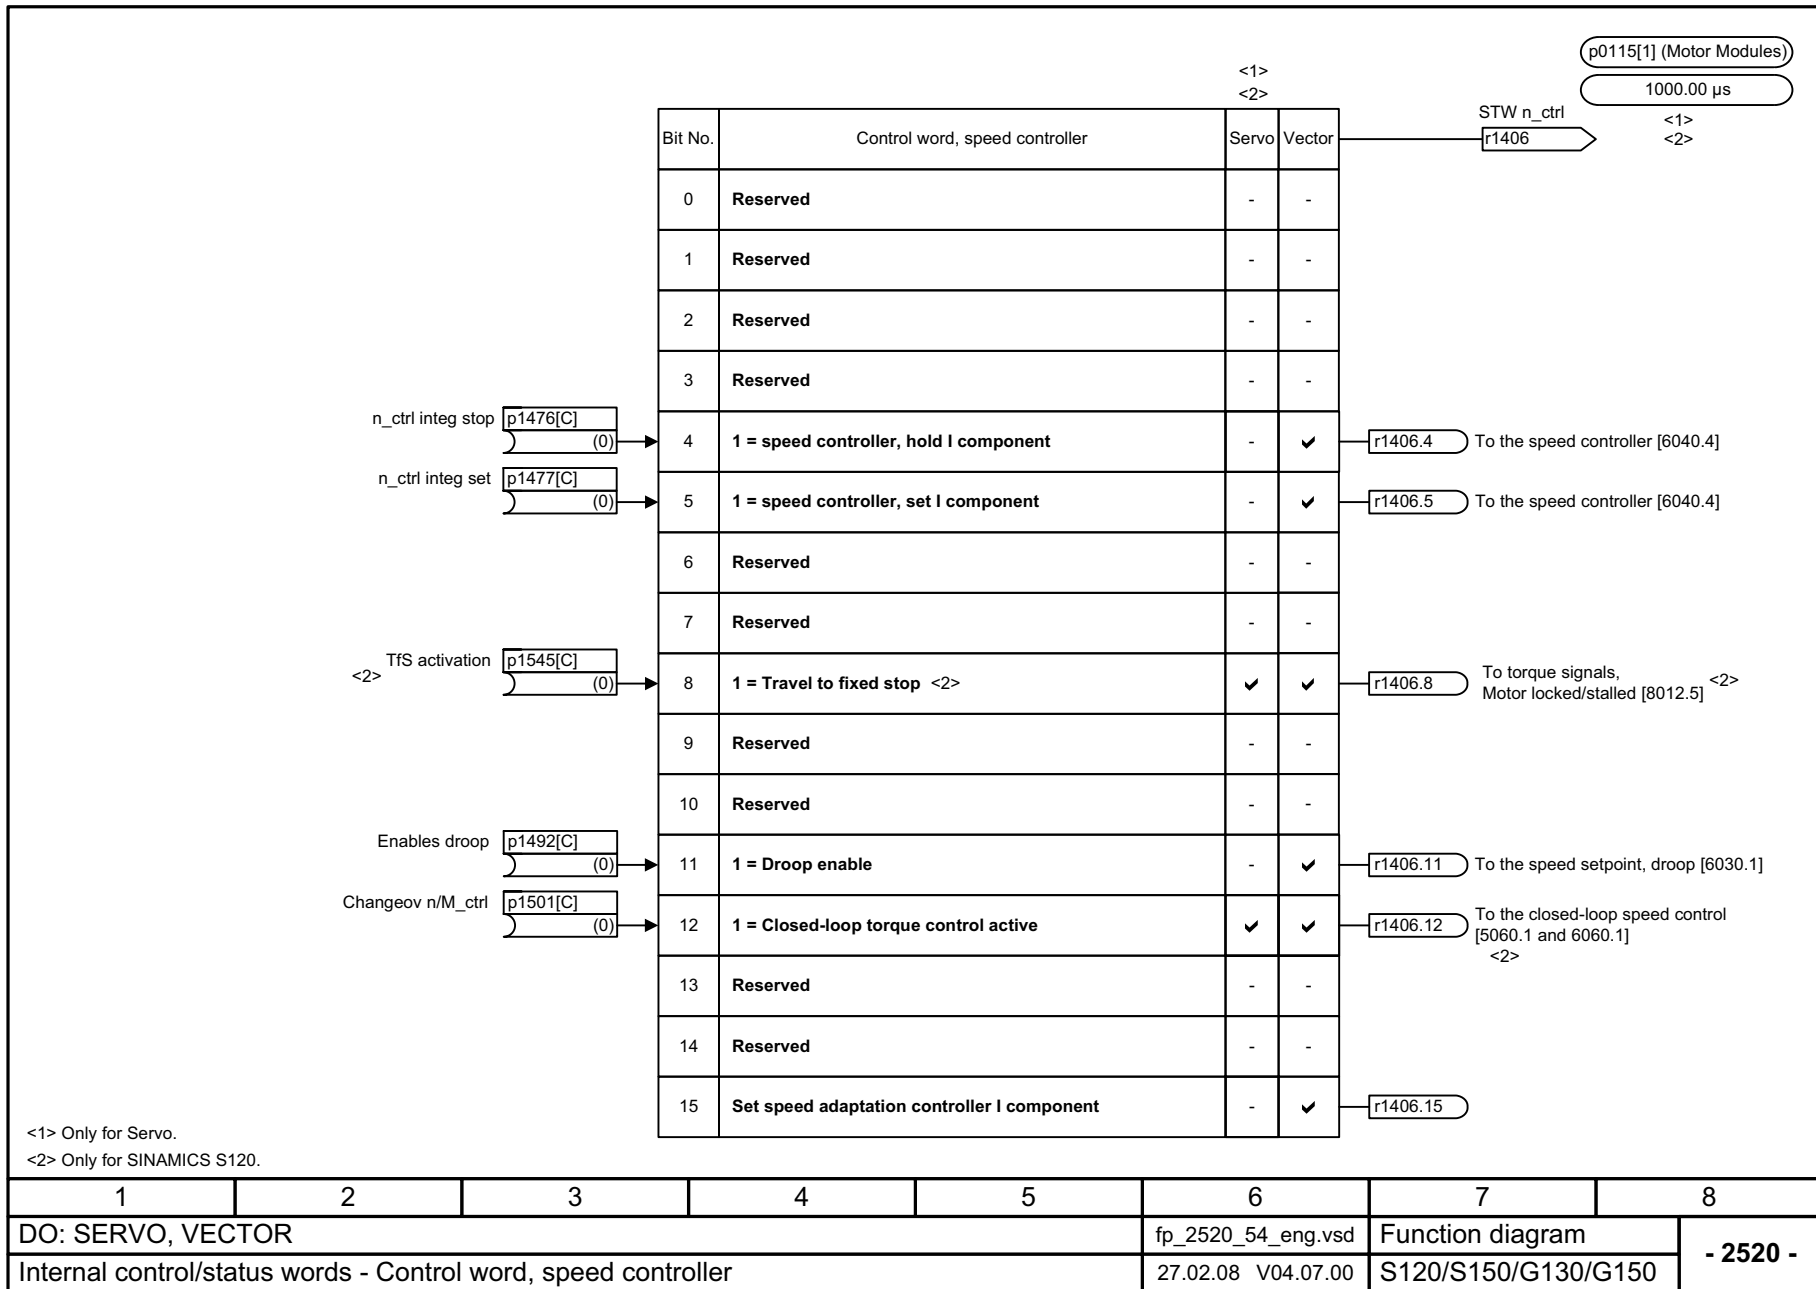 p0115[1] (Motor Modules)
1000.00 µs
<1>
<2>
<1>
<2>
STW n_ctrl
r1406
Bit No. Control word, speed controller Servo Vector
0 Reserved - -
1 Reserved - -
2 Reserved - -
3 Reserved - -
n_ctrl integ stop p1476[C]
(0) 4 1 = speed controller, hold I component - ✔ r1406.4 To the speed controller [6040.4]
n_ctrl integ set p1477[C]
(0) 5 1 = speed controller, set I component - ✔ r1406.5 To the speed controller [6040.4]
6 Reserved - -
7 Reserved - -
TfS activation p1545[C]
<2> (0) 8 1 = Travel to fixed stop <2> ✔ ✔ r1406.8 To torque signals,
Motor locked/stalled [8012.5] <2>
9 Reserved - -
10 Reserved - -
Enables droop p1492[C]
(0) 11 1 = Droop enable - ✔ r1406.11 To the speed setpoint, droop [6030.1]
Changeov n/M_ctrl p1501[C]
(0) 12 1 = Closed-loop torque control active ✔ ✔ r1406.12 To the closed-loop speed control
[5060.1 and 6060.1]
<2>
13 Reserved - -
14 Reserved - -
15 Set speed adaptation controller I component - ✔ r1406.15
<1> Only for Servo.
<2> Only for SINAMICS S120.
1 2 3 4 5 6 7 8
DO: SERVO, VECTOR fp_2520_54_eng.vsd Function diagram
- 2520 -
Internal control/status words - Control word, speed controller 27.02.08 V04.07.00 S120/S150/G130/G150